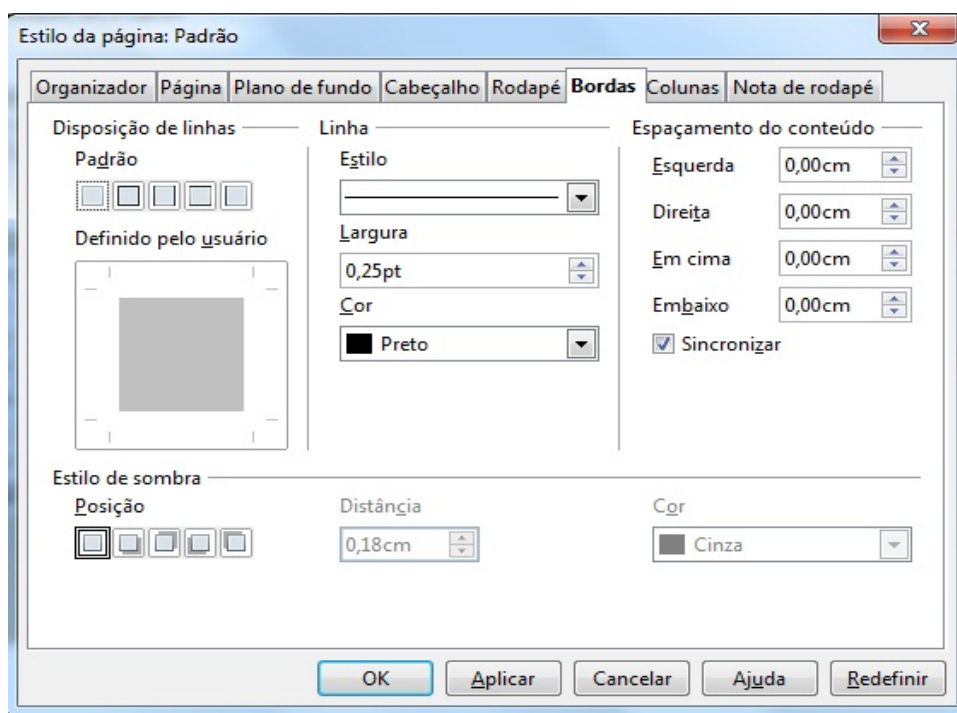 Estilo da página: Padrão
Organizador Página Plano de fundo Cabeçalho Rodapé Bordas Colunas Nota de rodapé
Disposição de linhas
Padrão
Definido pelo usuário
Linha
Estilo
Largura
0,25pt
Cor
Preto
Espaçamento do conteúdo
Esquerda 0,00cm
Direita 0,00cm
Em cima 0,00cm
Embaixo 0,00cm
Sincronizar
Estilo de sombra
Posição
Distância
0,18cm
Cor
Cinza
OK Aplicar Cancelar Ajuda Redefinir